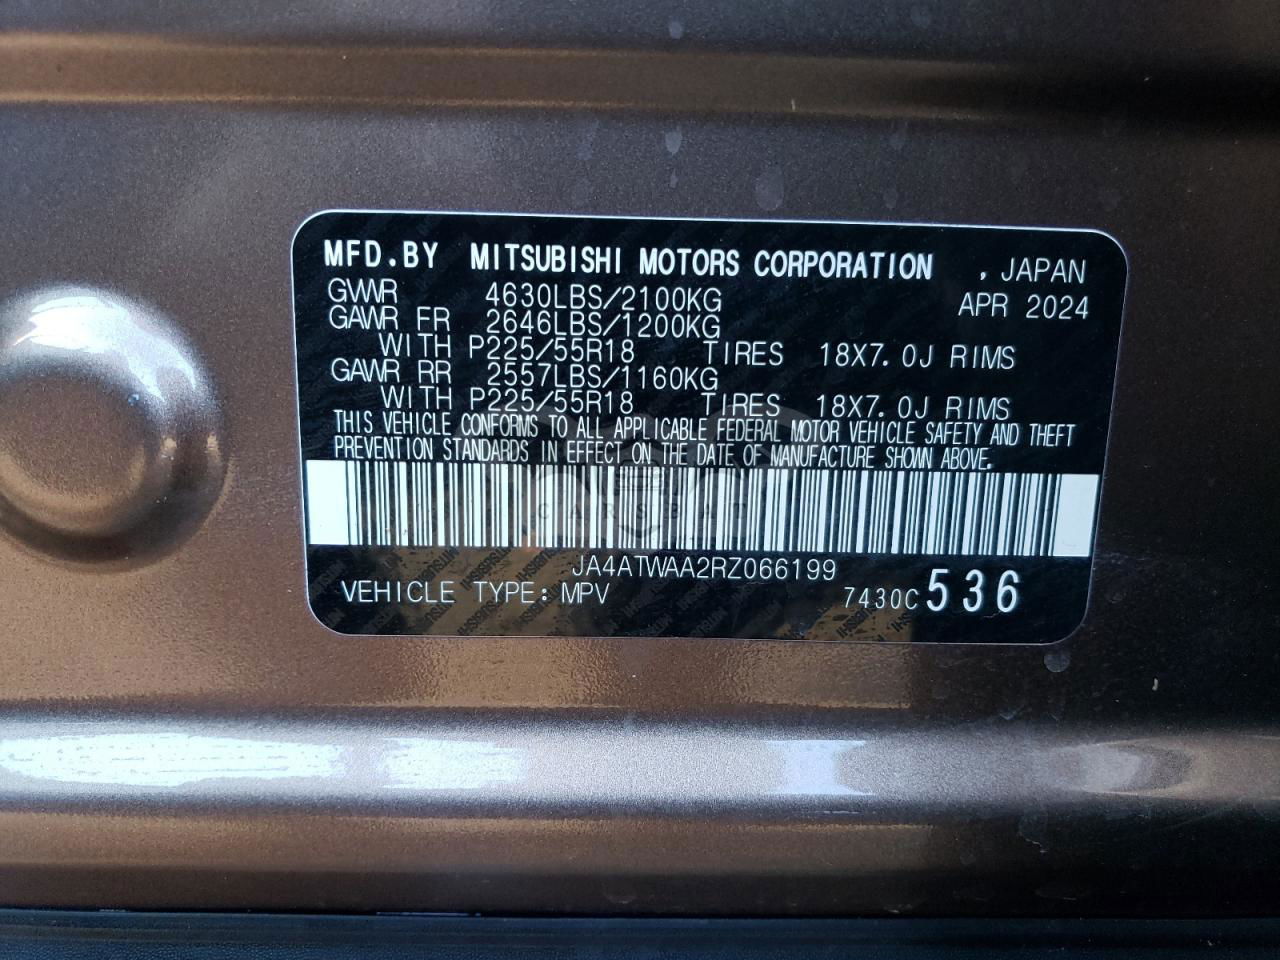 MFD.BY MITSUBISHI MOTORS CORPORATION , JAPAN
GVWR 4630LBS/2100KG APR 2024
GAWR FR 2646LBS/1200KG
WITH P225/55R18 TIRES 18X7.0J RIMS
GAWR RR 2557LBS/1160KG
WITH P225/55R18 TIRES 18X7.0J RIMS
THIS VEHICLE CONFORMS TO ALL APPLICABLE FEDERAL MOTOR VEHICLE SAFETY AND THEFT
PREVENTION STANDARDS IN EFFECT ON THE DATE OF MANUFACTURE SHOWN ABOVE.
CARSBAT
JA4ATWAA2RZ066199
VEHICLE TYPE: MPV 7430C 536